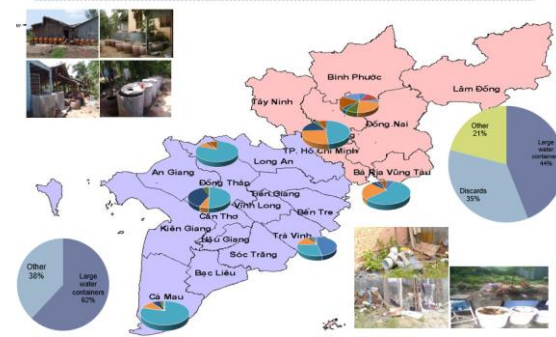 Bình Phước
Lâm Đồng
Tây Ninh
Đồng Nai
TP. Hồ Chí Minh
Long An
Bà Rịa Vũng Tàu
An Giang
Đồng Tháp
Tiền Giang
Vĩnh Long
Bến Tre
Cần Thơ
Kiên Giang
Hậu Giang
Trà Vinh
Sóc Trăng
Bạc Liêu
Cà Mau
Other
21%
Large
water
containers
44%
Discards
35%
Other
38%
Large
water
containers
62%